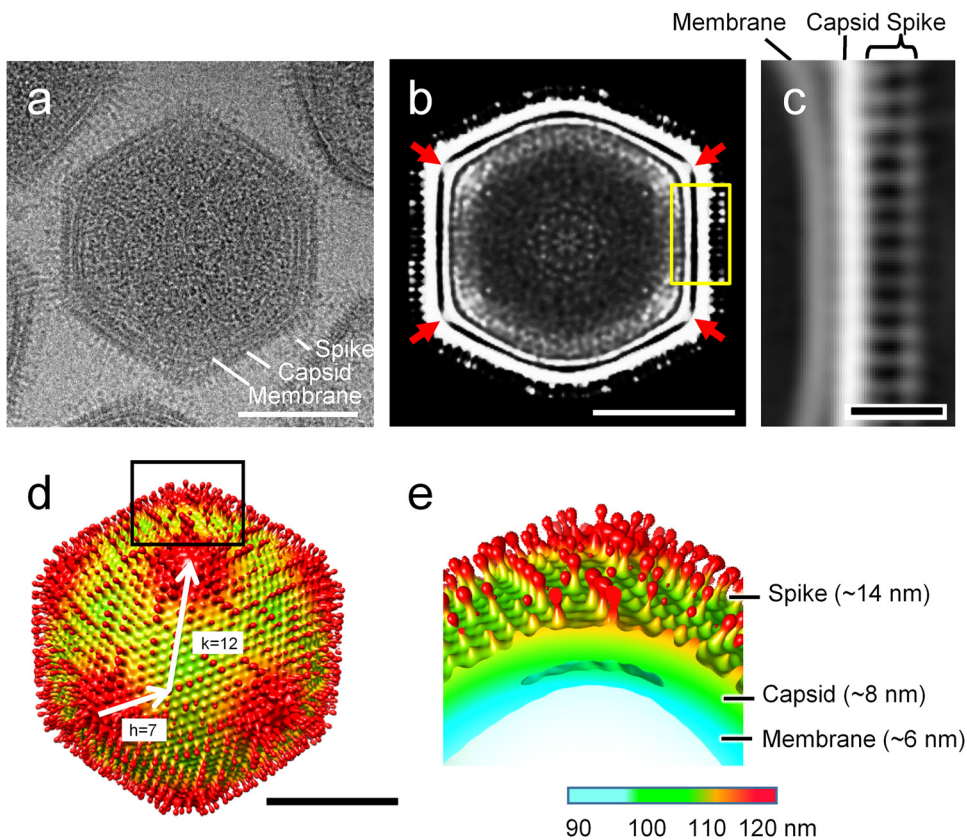 Membrane Capsid Spike
a
b
c
Spike
Capsid
Membrane
d
e
k=12
h=7
Spike (~14 nm)
Capsid (~8 nm)
Membrane (~6 nm)
90 100 110 120 nm